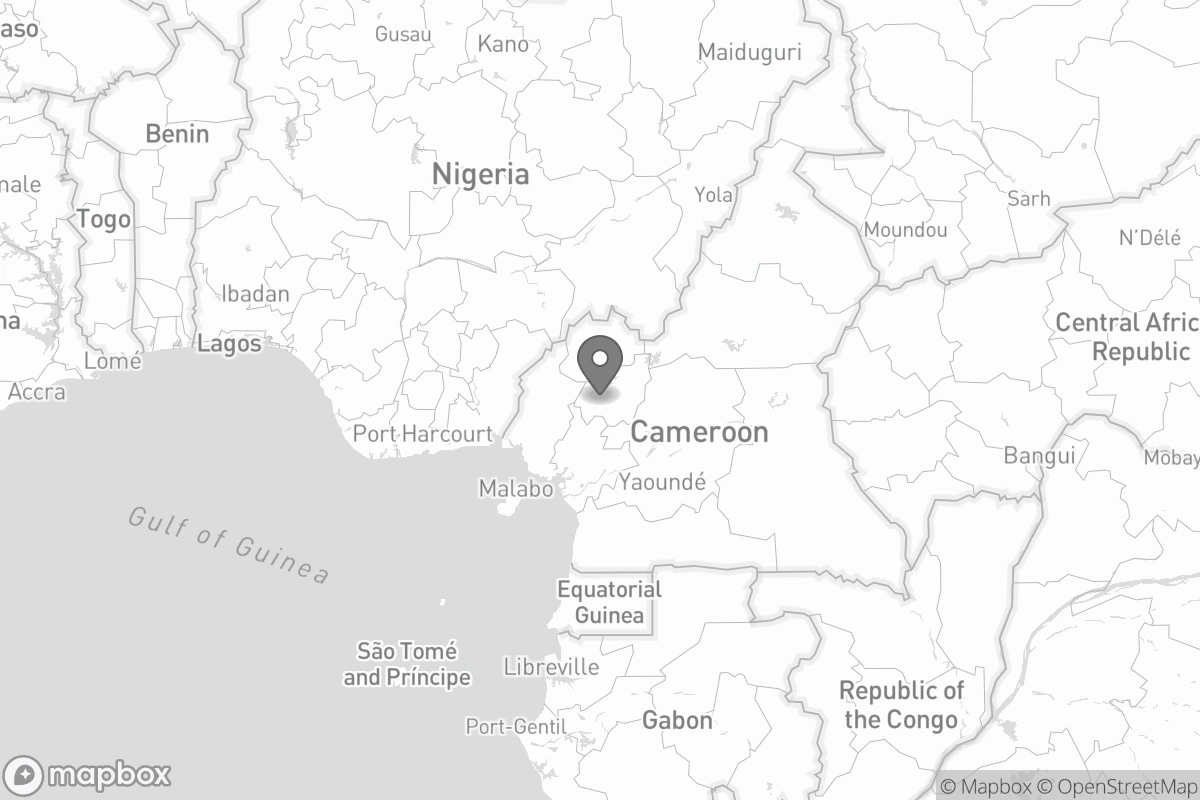 aso
Gusau
Kano
Maiduguri
Benin
Nigeria
nale
Yola
Sarh
Togo
Moundou
N'Délé
Ibadan
na
Central Afric
Republic
Lagos
Lomé
Accra
Port Harcourt
Cameroon
Bangui
Mobay
Yaoundé
Malabo
Gulf of Guinea
Equatorial
Guinea
São Tomé
and Príncipe
Libreville
Republic of
the Congo
Gabon
Port-Gentil
mapbox
© Mapbox © OpenStreetMap